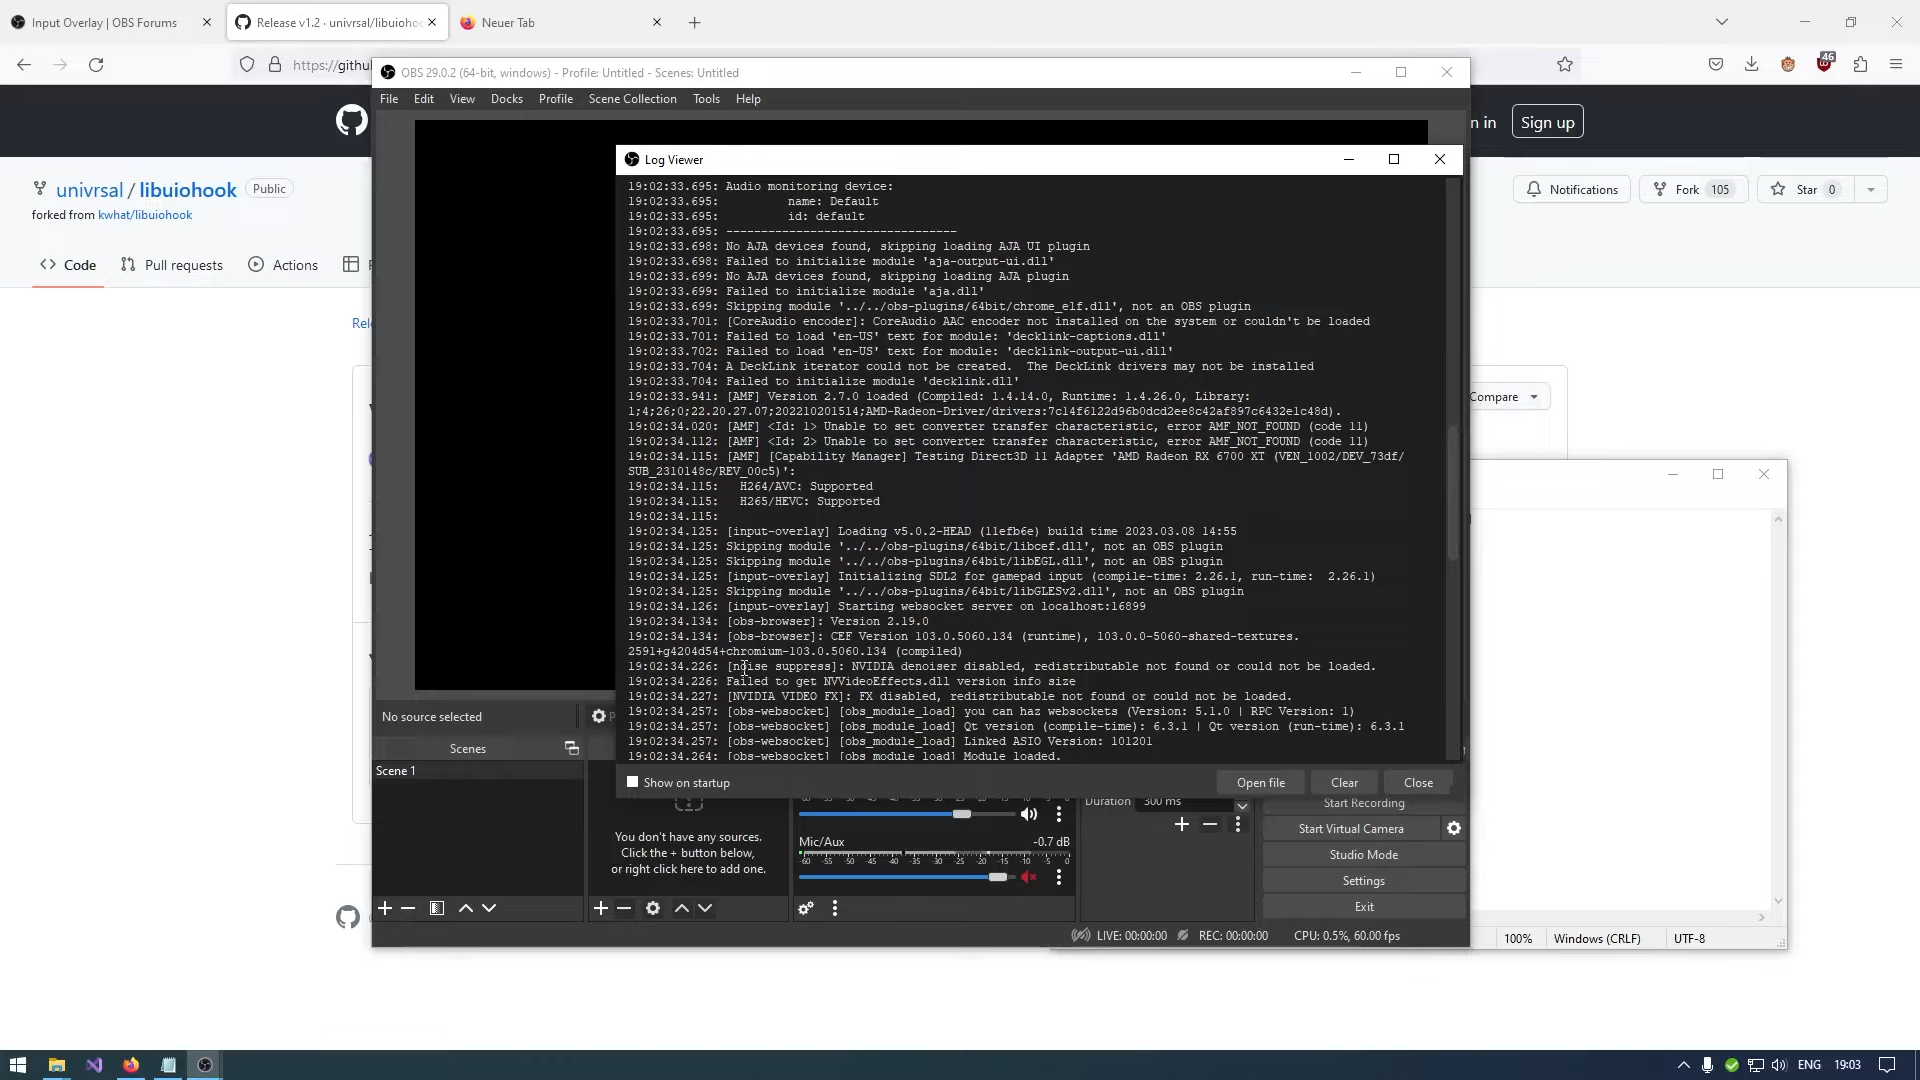 Input Overlay | OBS Forums
Release v1.2 · univrsal/libuiohoo
Neuer Tab
https://githu
46
OBS 29.0.2 (64-bit, windows) - Profile: Untitled - Scenes: Untitled
File Edit View Docks Profile Scene Collection Tools Help
n in
Sign up
univrsal / libuiohook
Public
forked from kwhat/libuiohook
Notifications
Fork 105
Star 0
Code
Pull requests
Actions
Rele
Compare
Log Viewer
19:02:33.695: Audio monitoring device:
19:02:33.695: name: Default
19:02:33.695: id: default
19:02:33.695: ---------------------------------
19:02:33.698: No AJA devices found, skipping loading AJA UI plugin
19:02:33.698: Failed to initialize module 'aja-output-ui.dll'
19:02:33.699: No AJA devices found, skipping loading AJA plugin
19:02:33.699: Failed to initialize module 'aja.dll'
19:02:33.699: Skipping module '../../obs-plugins/64bit/chrome_elf.dll', not an OBS plugin
19:02:33.701: [CoreAudio encoder]: CoreAudio AAC encoder not installed on the system or couldn't be loaded
19:02:33.701: Failed to load 'en-US' text for module: 'decklink-captions.dll'
19:02:33.702: Failed to load 'en-US' text for module: 'decklink-output-ui.dll'
19:02:33.704: A DeckLink iterator could not be created.  The DeckLink drivers may not be installed
19:02:33.704: Failed to initialize module 'decklink.dll'
19:02:33.941: [AMF] Version 2.7.0 loaded (Compiled: 1.4.14.0, Runtime: 1.4.26.0, Library:
1;4;26;0;22.20.27.07;202210201514;AMD-Radeon-Driver/drivers:7c14f6122d96b0dcd2ee8c42af897c6432e1c48d).
19:02:34.020: [AMF] <Id: 1> Unable to set converter transfer characteristic, error AMF_NOT_FOUND (code 11)
19:02:34.112: [AMF] <Id: 2> Unable to set converter transfer characteristic, error AMF_NOT_FOUND (code 11)
19:02:34.115: [AMF] [Capability Manager] Testing Direct3D 11 Adapter 'AMD Radeon RX 6700 XT (VEN_1002/DEV_73df/
SUB_2310148c/REV_00c5)':
19:02:34.115:   H264/AVC: Supported
19:02:34.115:   H265/HEVC: Supported
19:02:34.115:
19:02:34.125: [input-overlay] Loading v5.0.2-HEAD (11efb6e) build time 2023.03.08 14:55
19:02:34.125: Skipping module '../../obs-plugins/64bit/libcef.dll', not an OBS plugin
19:02:34.125: Skipping module '../../obs-plugins/64bit/libEGL.dll', not an OBS plugin
19:02:34.125: [input-overlay] Initializing SDL2 for gamepad input (compile-time: 2.26.1, run-time:  2.26.1)
19:02:34.125: Skipping module '../../obs-plugins/64bit/libGLESv2.dll', not an OBS plugin
19:02:34.126: [input-overlay] Starting websocket server on localhost:16899
19:02:34.134: [obs-browser]: Version 2.19.0
19:02:34.134: [obs-browser]: CEF Version 103.0.5060.134 (runtime), 103.0.0-5060-shared-textures.
2591+g4204d54+chromium-103.0.5060.134 (compiled)
19:02:34.226: [noise suppress]: NVIDIA denoiser disabled, redistributable not found or could not be loaded.
19:02:34.226: Failed to get NVVideoEffects.dll version info size
19:02:34.227: [NVIDIA VIDEO FX]: FX disabled, redistributable not found or could not be loaded.
19:02:34.257: [obs-websocket] [obs_module_load] you can haz websockets (Version: 5.1.0 | RPC Version: 1)
19:02:34.257: [obs-websocket] [obs_module_load] Qt version (compile-time): 6.3.1 | Qt version (run-time): 6.3.1
19:02:34.257: [obs-websocket] [obs_module_load] Linked ASIO Version: 101201
19:02:34.264: [obs-websocket] [obs_module_load] Module loaded.
Show on startup
Open file
Clear
Close
No source selected
Scenes
Scene 1
You don't have any sources.
Click the + button below,
or right click here to add one.
Mic/Aux
-0.7 dB
-60 -55 -50 -45 -40 -35 -30 -25 -20 -15 -10 -5 0
Duration 300 ms
Start Recording
Start Virtual Camera
Studio Mode
Settings
Exit
LIVE: 00:00:00
REC: 00:00:00
CPU: 0.5%, 60.00 fps
100%
Windows (CRLF)
UTF-8
ENG
19:03